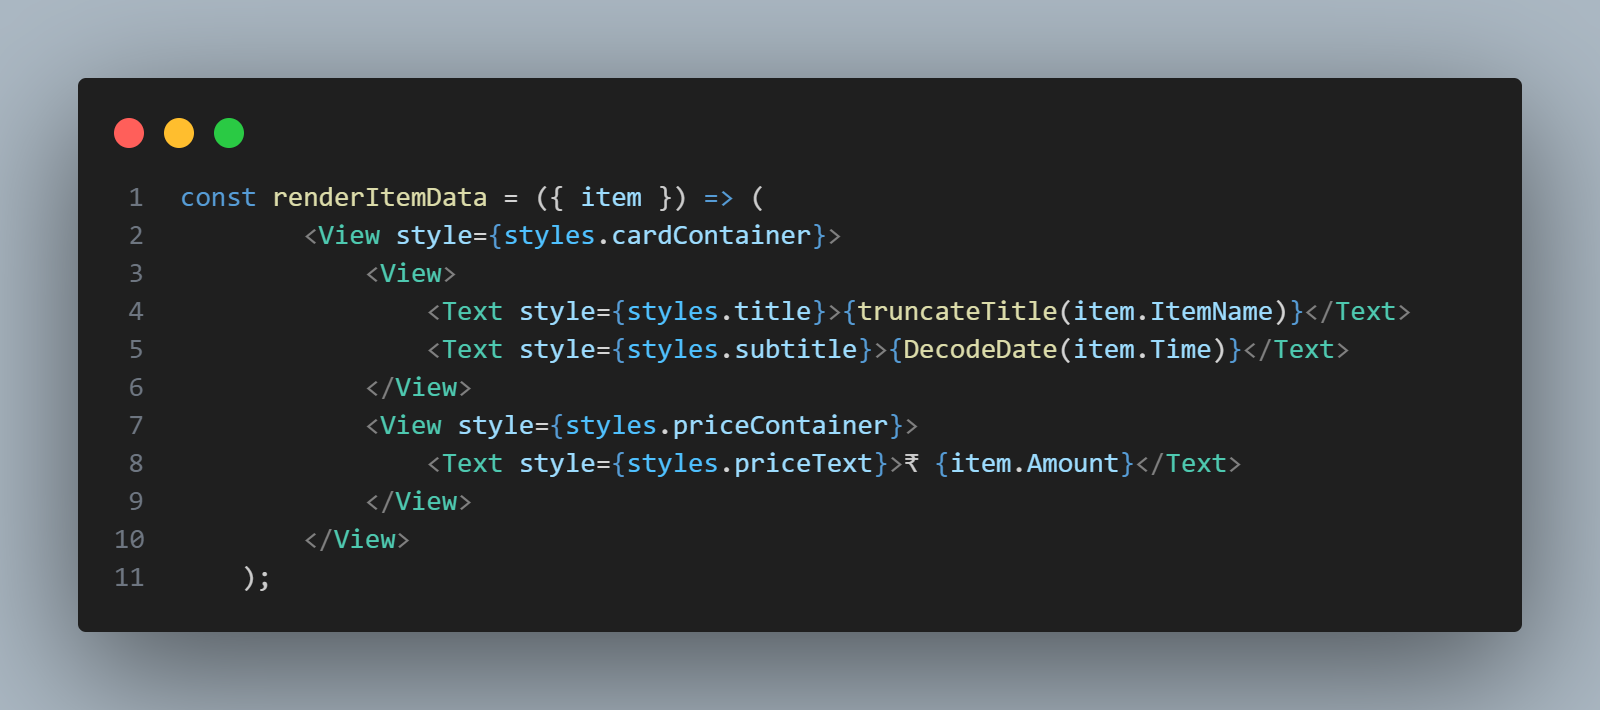 1 const renderItemData = ({ item }) => (
2         <View style={styles.cardContainer}>
3             <View>
4                 <Text style={styles.title}>{truncateTitle(item.ItemName)}</Text>
5                 <Text style={styles.subtitle}>{DecodeDate(item.Time)}</Text>
6             </View>
7             <View style={styles.priceContainer}>
8                 <Text style={styles.priceText}>₹ {item.Amount}</Text>
9             </View>
10         </View>
11     );